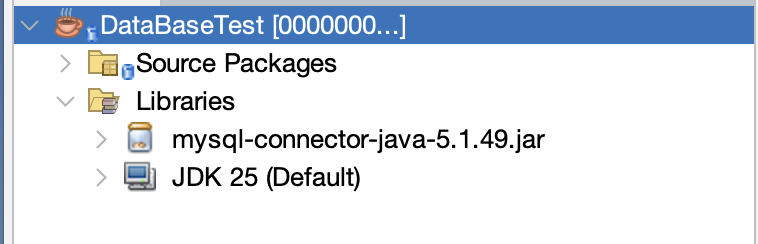 DataBaseTest [0000000...]
Source Packages
Libraries
mysql-connector-java-5.1.49.jar
JDK 25 (Default)